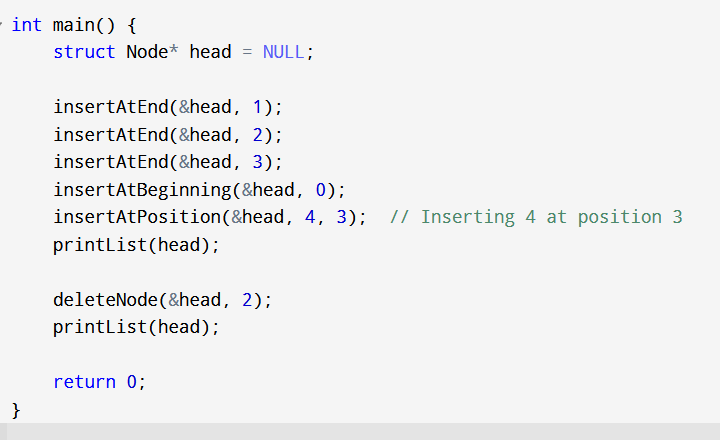 int main() {
    struct Node* head = NULL;

    insertAtEnd(&head, 1);
    insertAtEnd(&head, 2);
    insertAtEnd(&head, 3);
    insertAtBeginning(&head, 0);
    insertAtPosition(&head, 4, 3);  // Inserting 4 at position 3
    printList(head);

    deleteNode(&head, 2);
    printList(head);

    return 0;
}